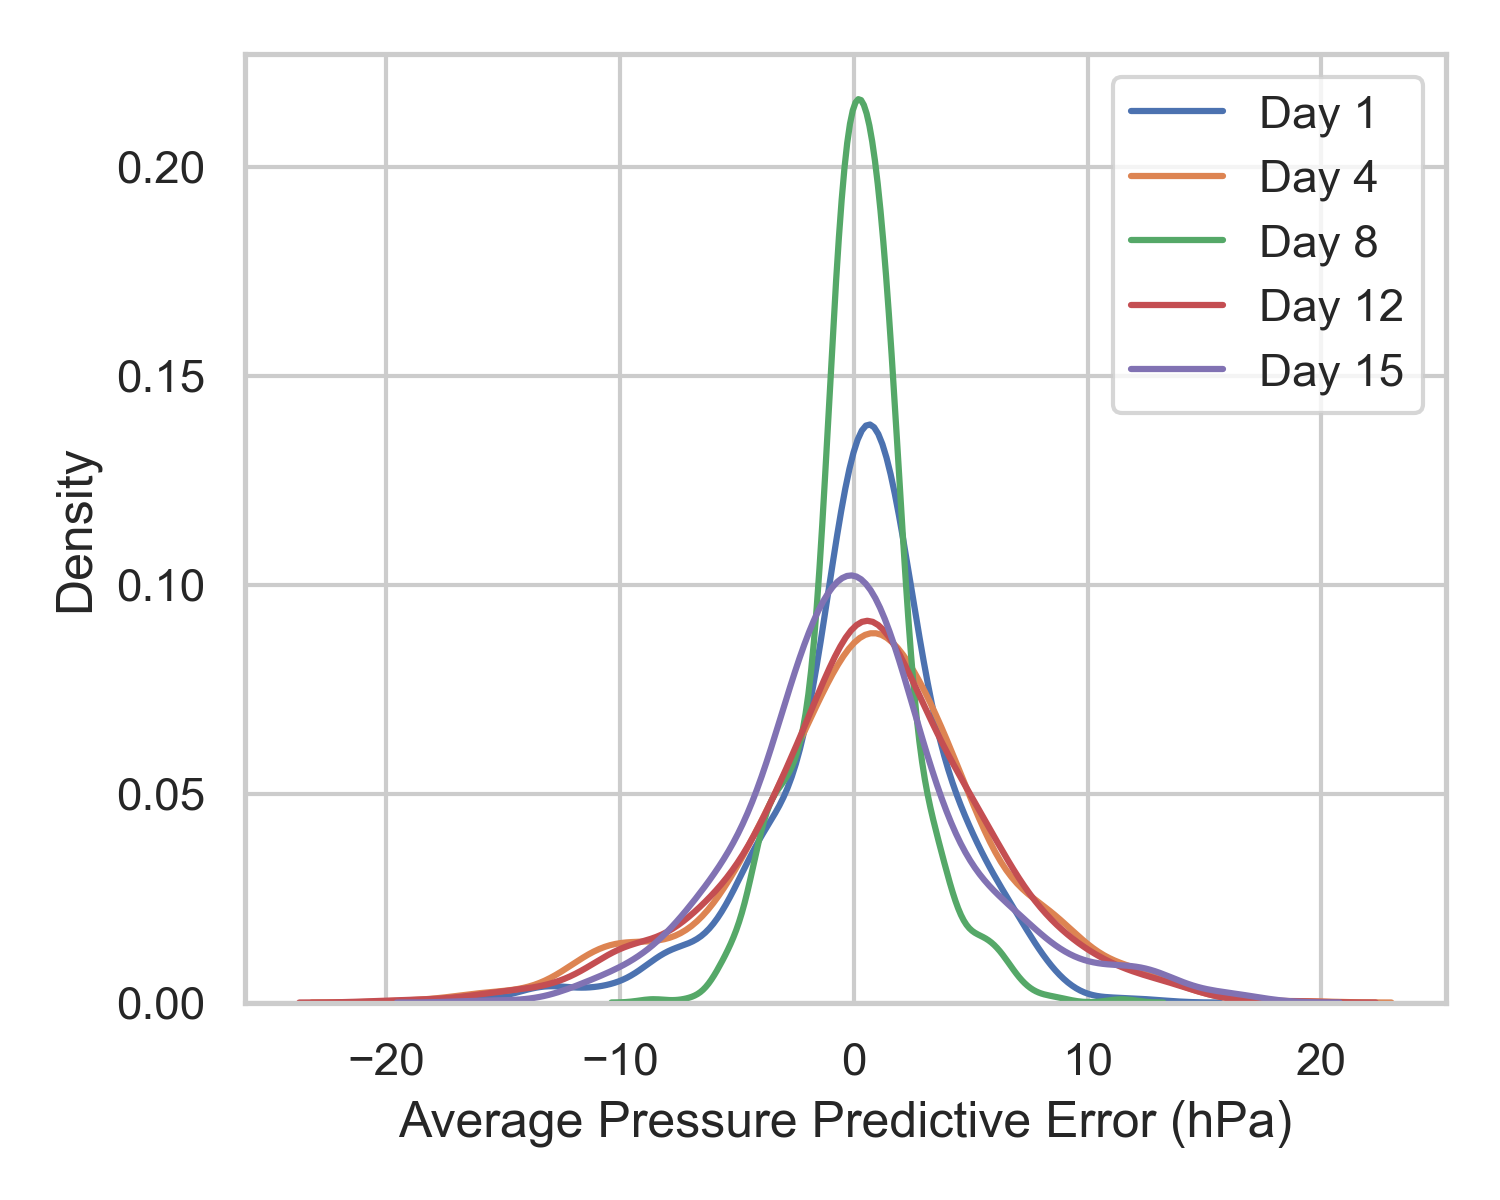 Day 1
Day 4
Day 8
Day 12
Day 15
Density
0.20
0.15
0.10
0.05
0.00
−20 −10 0 10 20
Average Pressure Predictive Error (hPa)